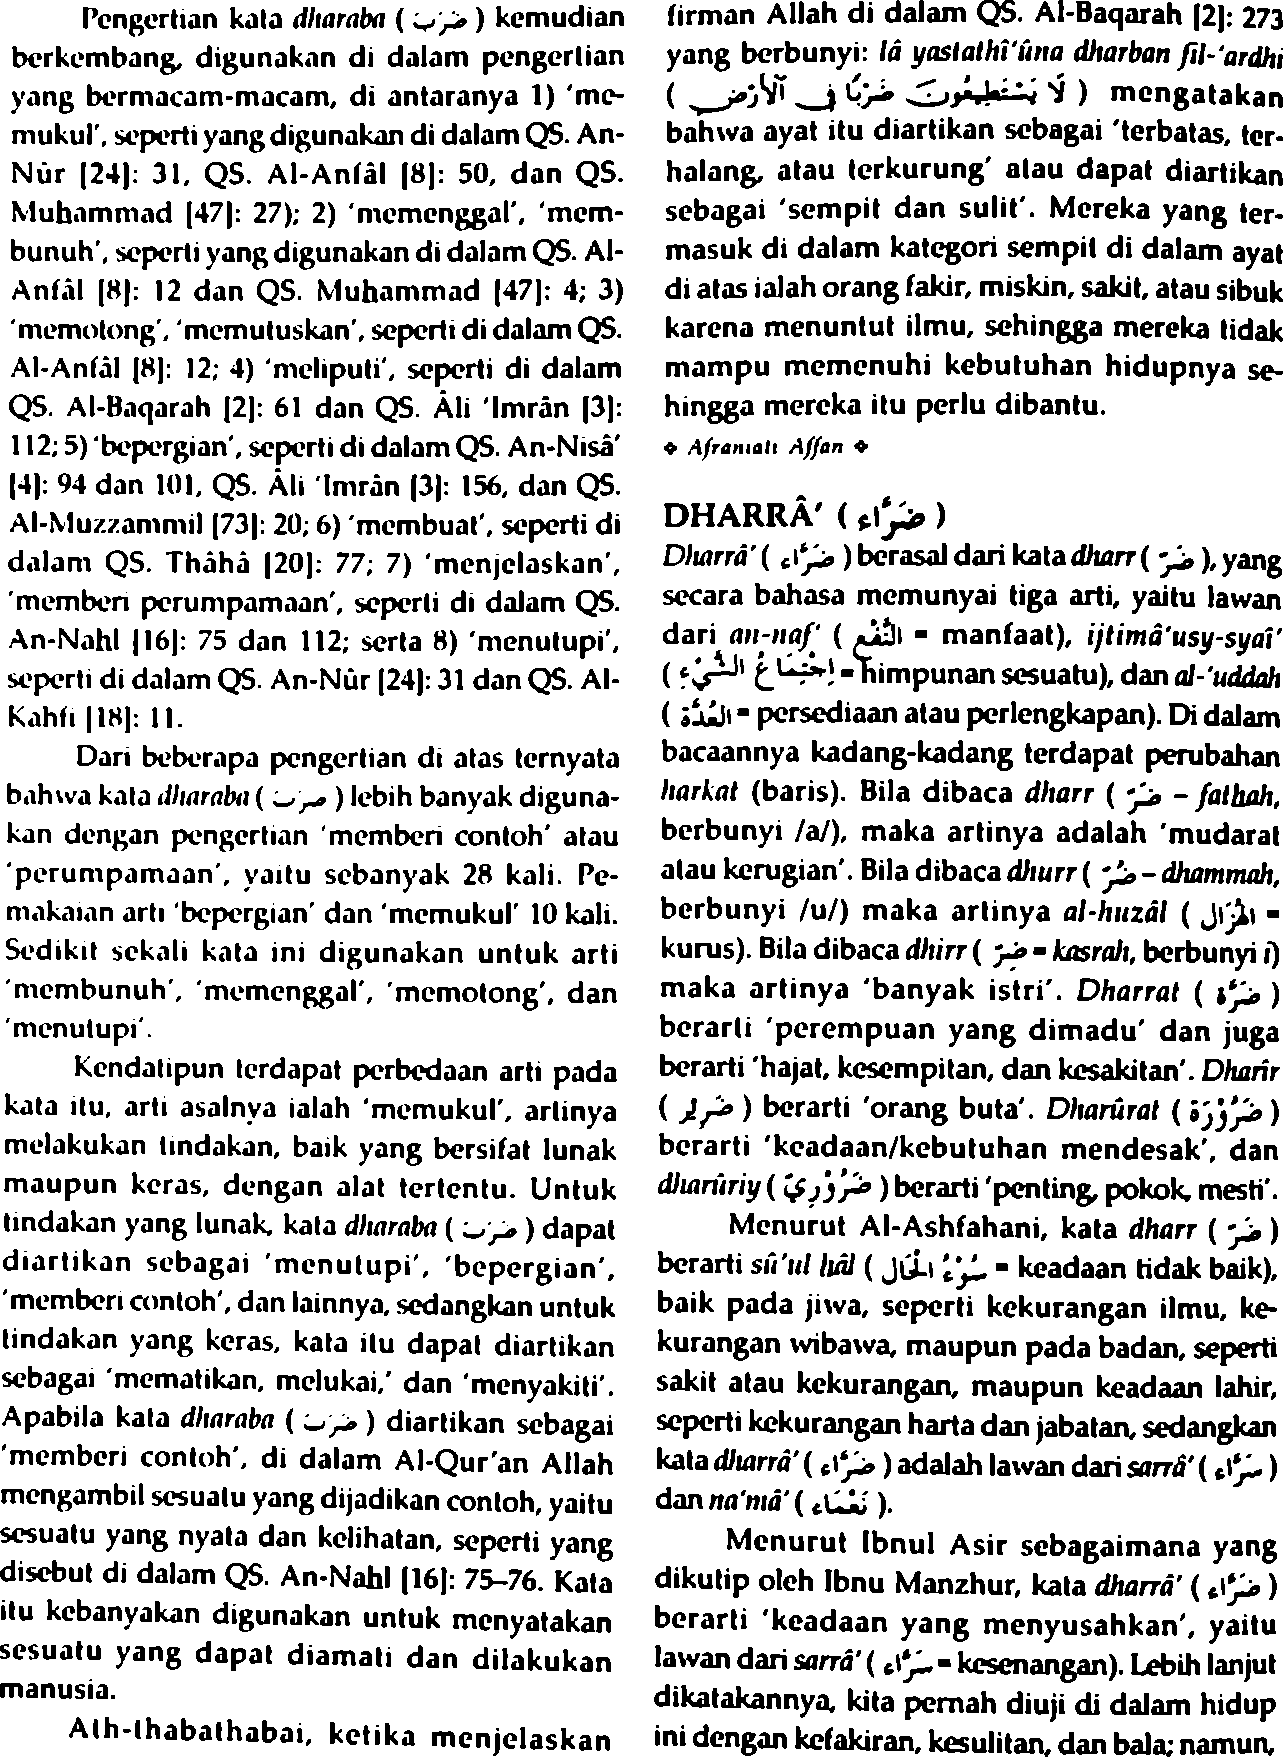 Pengertian kata dharaba ( ضَرَبَ ) kemudian
berkembang, digunakan di dalam pengertian
yang bermacam-macam, di antaranya 1) 'me-
mukul', seperti yang digunakan di dalam QS. An-
Nûr [24]: 31, QS. Al-Anfâl [8]: 50, dan QS.
Muhammad [47]: 27); 2) 'memenggal', 'mem-
bunuh', seperti yang digunakan di dalam QS. Al-
Anfâl [8]: 12 dan QS. Muhammad [47]: 4; 3)
'memotong', 'memutuskan', seperti di dalam QS.
Al-Anfâl [8]: 12; 4) 'meliputi', seperti di dalam
QS. Al-Baqarah [2]: 61 dan QS. Âli 'Imrân [3]:
112; 5) 'bepergian', seperti di dalam QS. An-Nisâ'
[4]: 94 dan 101, QS. Âli 'Imrân [3]: 156, dan QS.
Al-Muzzammil [73]: 20; 6) 'membuat', seperti di
dalam QS. Thâhâ [20]: 77; 7) 'menjelaskan',
'memberi perumpamaan', seperti di dalam QS.
An-Nahl [16]: 75 dan 112; serta 8) 'menutupi',
seperti di dalam QS. An-Nûr [24]: 31 dan QS. Al-
Kahfi [18]: 11.
Dari beberapa pengertian di atas ternyata
bahwa kata dharaba ( ضَرَبَ ) lebih banyak diguna-
kan dengan pengertian 'memberi contoh' atau
'perumpamaan', yaitu sebanyak 28 kali. Pe-
makaian arti 'bepergian' dan 'memukul' 10 kali.
Sedikit sekali kata ini digunakan untuk arti
'membunuh', 'memenggal', 'memotong', dan
'menutupi'.
Kendatipun terdapat perbedaan arti pada
kata itu, arti asalnya ialah 'memukul', artinya
melakukan tindakan, baik yang bersifat lunak
maupun keras, dengan alat tertentu. Untuk
tindakan yang lunak, kata dharaba ( ضَرَبَ ) dapat
diartikan sebagai 'menutupi', 'bepergian',
'memberi contoh', dan lainnya, sedangkan untuk
tindakan yang keras, kata itu dapat diartikan
sebagai 'mematikan, melukai,' dan 'menyakiti'.
Apabila kata dharaba ( ضَرَبَ ) diartikan sebagai
'memberi contoh', di dalam Al-Qur'an Allah
mengambil sesuatu yang dijadikan contoh, yaitu
sesuatu yang nyata dan kelihatan, seperti yang
disebut di dalam QS. An-Nahl [16]: 75–76. Kata
itu kebanyakan digunakan untuk menyatakan
sesuatu yang dapat diamati dan dilakukan
manusia.
Ath-thabathabai, ketika menjelaskan
firman Allah di dalam QS. Al-Baqarah [2]: 273
yang berbunyi: lâ yastathî'ûna dharban fil-'ardhi
( لَا يَسْتَطِيعُونَ ضَرْبًا فِى ٱلْأَرْضِ ) mengatakan
bahwa ayat itu diartikan sebagai 'terbatas, ter-
halang, atau terkurung' atau dapat diartikan
sebagai 'sempit dan sulit'. Mereka yang ter-
masuk di dalam kategori sempit di dalam ayat
di atas ialah orang fakir, miskin, sakit, atau sibuk
karena menuntut ilmu, sehingga mereka tidak
mampu memenuhi kebutuhan hidupnya se-
hingga mereka itu perlu dibantu.
❖ Aframiati Affan ❖
DHARRÂ' ( ضَرَّاء )
Dharrâ' ( ضَرَّاء ) berasal dari kata dharr ( ضَرّ ), yang
secara bahasa memunyai tiga arti, yaitu lawan
dari an-naf' ( النَّفْع = manfaat), ijtimâ'usy-syai'
( اِجْتِمَاعُ الشَّيْءِ = himpunan sesuatu), dan al-'uddah
( العُدَّة = persediaan atau perlengkapan). Di dalam
bacaannya kadang-kadang terdapat perubahan
harkat (baris). Bila dibaca dharr ( ضَرّ – fathah,
berbunyi /a/), maka artinya adalah 'mudarat
atau kerugian'. Bila dibaca dhurr ( ضُرّ – dhammah,
berbunyi /u/) maka artinya al-huzâl ( الهُزَال =
kurus). Bila dibaca dhirr ( ضِرّ = kasrah, berbunyi i)
maka artinya 'banyak istri'. Dharrat ( ضَرَّة )
berarti 'perempuan yang dimadu' dan juga
berarti 'hajat, kesempitan, dan kesakitan'. Dharîr
( ضَرِيْر ) berarti 'orang buta'. Dharûrat ( ضَرُوْرَة )
berarti 'keadaan/kebutuhan mendesak', dan
dharûriy ( ضَرُوْرِيّ ) berarti 'penting, pokok, mesti'.
Menurut Al-Ashfahani, kata dharr ( ضَرّ )
berarti sû'ul hâl ( سُوْءُ الْحَال = keadaan tidak baik),
baik pada jiwa, seperti kekurangan ilmu, ke-
kurangan wibawa, maupun pada badan, seperti
sakit atau kekurangan, maupun keadaan lahir,
seperti kekurangan harta dan jabatan, sedangkan
kata dharrâ' ( ضَرَّاء ) adalah lawan dari sarrâ' ( سَرَّاء )
dan na'mâ' ( نَعْمَاء ).
Menurut Ibnul Asir sebagaimana yang
dikutip oleh Ibnu Manzhur, kata dharrâ' ( ضَرَّاء )
berarti 'keadaan yang menyusahkan', yaitu
lawan dari sarrâ' ( سَرَّاء = kesenangan). Lebih lanjut
dikatakannya, kita pernah diuji di dalam hidup
ini dengan kefakiran, kesulitan, dan bala; namun,